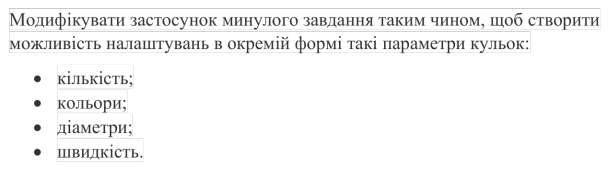 Модифікувати застосунок минулого завдання таким чином, щоб створити
можливість налаштувань в окремій формі такі параметри кульок:
• кількість;
• кольори;
• діаметри;
• швидкість.